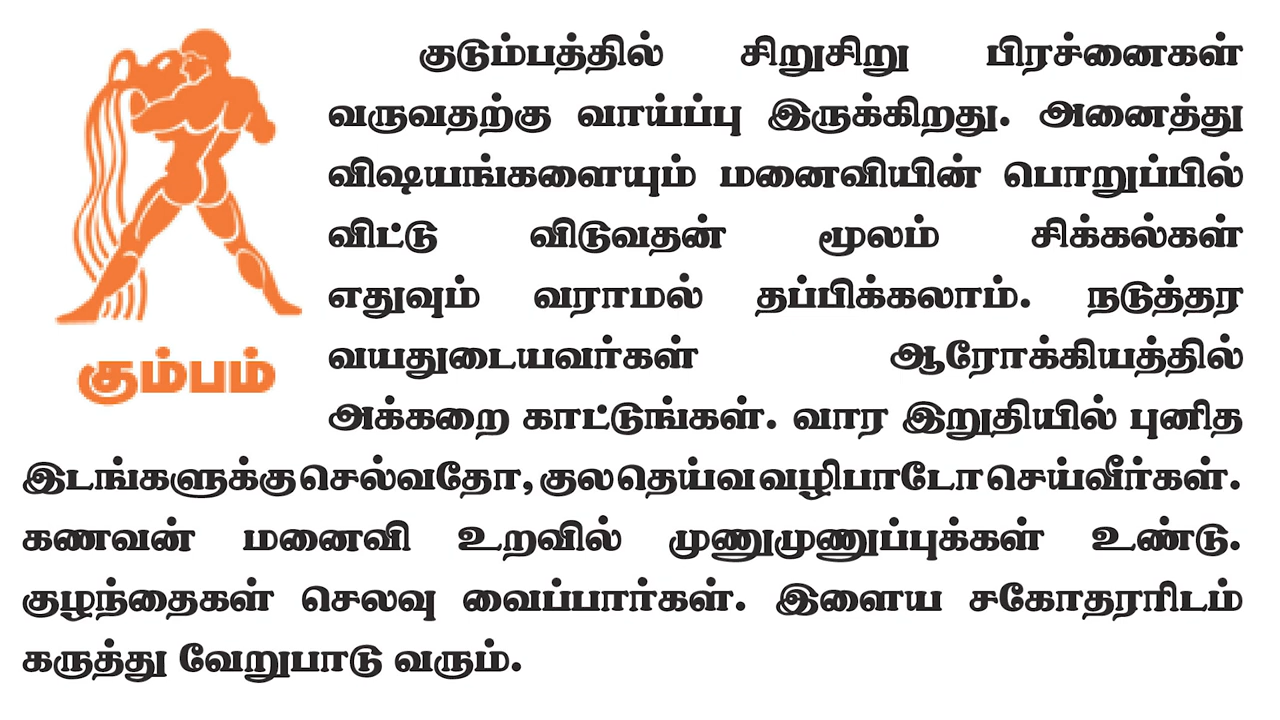 குடும்பத்தில் சிறுசிறு பிரச்னைகள்
வருவதற்கு வாய்ப்பு இருக்கிறது. அனைத்து
விஷயங்களையும் மனைவியின் பொறுப்பில்
விட்டு விடுவதன் மூலம் சிக்கல்கள்
எதுவும் வராமல் தப்பிக்கலாம். நடுத்தர
வயதுடையவர்கள் ஆரோக்கியத்தில்
அக்கறை காட்டுங்கள். வார இறுதியில் புனித
இடங்களுக்கு செல்வதோ, குல தெய்வ வழிபாடோ செய்வீர்கள்.
கணவன் மனைவி உறவில் முணுமுணுப்புக்கள் உண்டு.
குழந்தைகள் செலவு வைப்பார்கள். இளைய சகோதரரிடம்
கருத்து வேறுபாடு வரும்.
கும்பம்